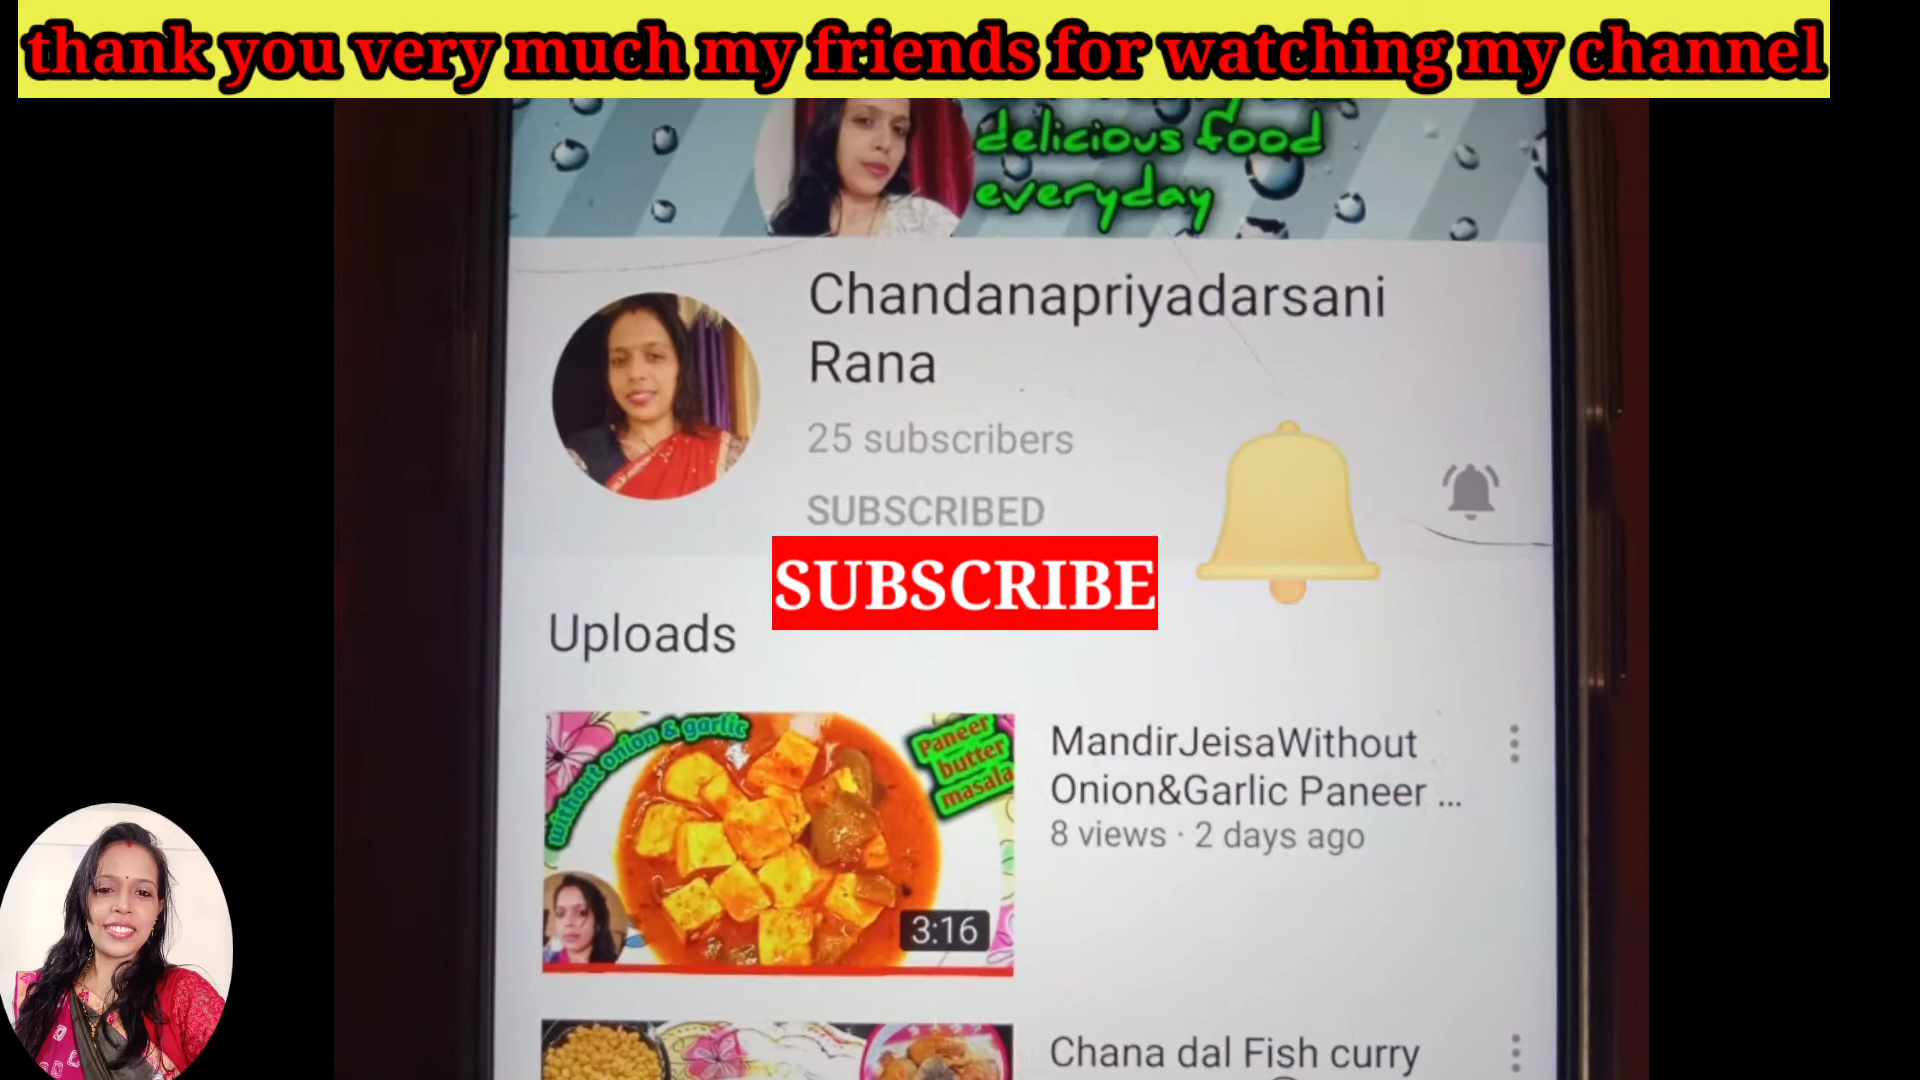 thank you very much my friends for watching my channel
delicious food
everyday
Chandanapriyadarsani
Rana
25 subscribers
SUBSCRIBED
SUBSCRIBE
Uploads
without onion & garlic
Paneer
butter
masala
3:16
MandirJeisaWithout
Onion&Garlic Paneer ...
8 views · 2 days ago
Chana dal Fish curry